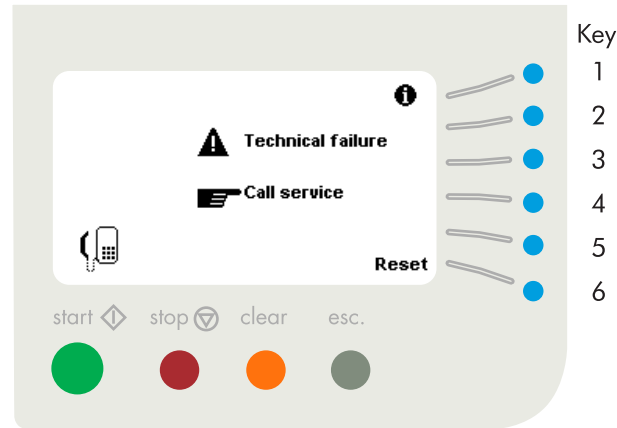 Key
1
2
Technical failure
3
Call service
4
5
Reset
6
start stop clear esc.